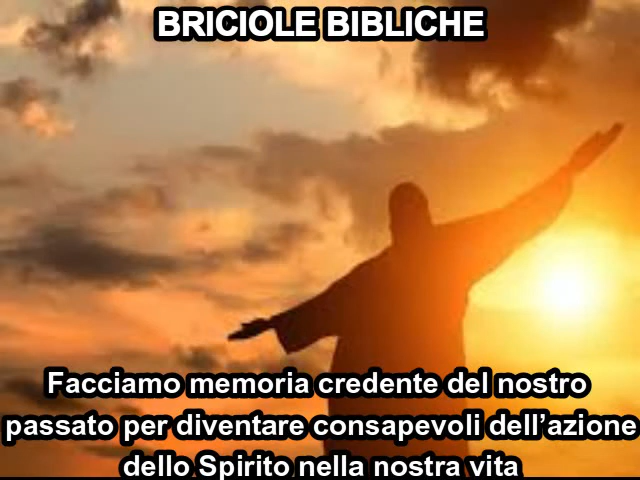 BRICIOLE BIBLICHE
Facciamo memoria credente del nostro
passato per diventare consapevoli dell’azione
dello Spirito nella nostra vita